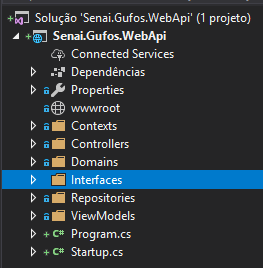 Solução 'Senai.Gufos.WebApi' (1 projeto)
Senai.Gufos.WebApi
Connected Services
Dependências
Properties
wwwroot
Contexts
Controllers
Domains
Interfaces
Repositories
ViewModels
C# Program.cs
C# Startup.cs